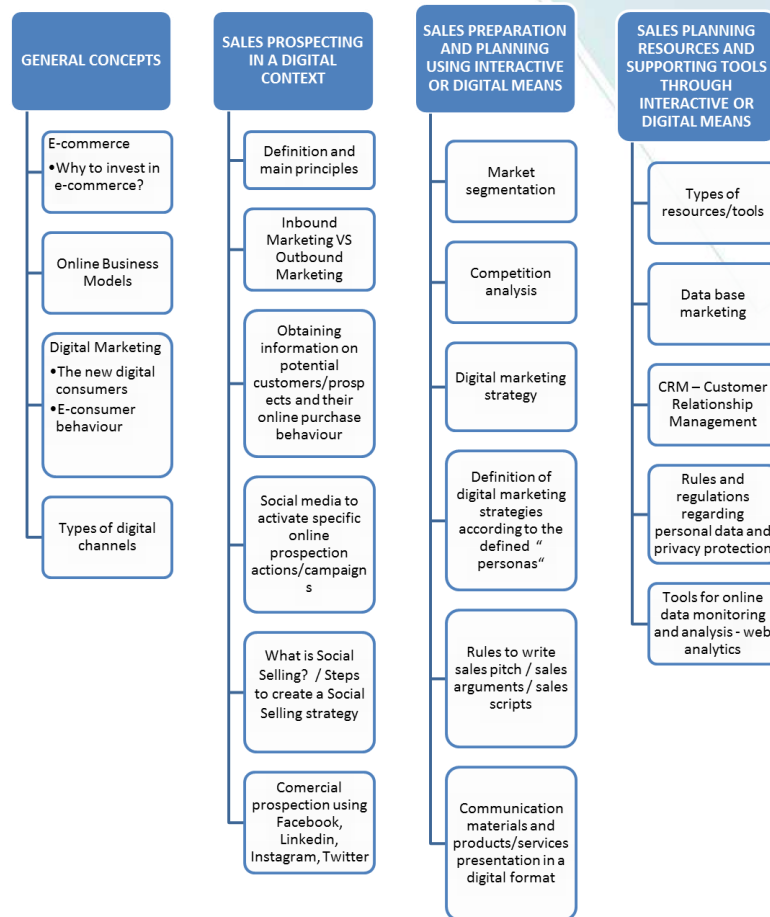 GENERAL CONCEPTS
E-commerce
•Why to invest in
e-commerce?
Online Business
Models
Digital Marketing
•The new digital
consumers
•E-consumer
behaviour
Types of digital
channels
SALES PROSPECTING
IN A DIGITAL
CONTEXT
Definition and
main principles
Inbound
Marketing VS
Outbound
Marketing
Obtaining
information on
potential
customers/prosp
ects and their
online purchase
behaviour
Social media to
activate specific
online
prospection
actions/campaign
s
What is Social
Selling? / Steps
to create a Social
Selling strategy
Comercial
prospection using
Facebook,
Linkedin,
Instagram, Twitter
SALES PREPARATION
AND PLANNING
USING INTERACTIVE
OR DIGITAL MEANS
Market
segmentation
Competition
analysis
Digital marketing
strategy
Definition of
digital marketing
strategies
according to the
defined “
personas“
Rules to write
sales pitch / sales
arguments / sales
scripts
Communication
materials and
products/services
presentation in a
digital format
SALES PLANNING
RESOURCES AND
SUPPORTING TOOLS
THROUGH
INTERACTIVE OR
DIGITAL MEANS
Types of
resources/tools
Data base
marketing
CRM – Customer
Relationship
Management
Rules and
regulations
regarding
personal data and
privacy protection
Tools for online
data monitoring
and analysis - web
analytics